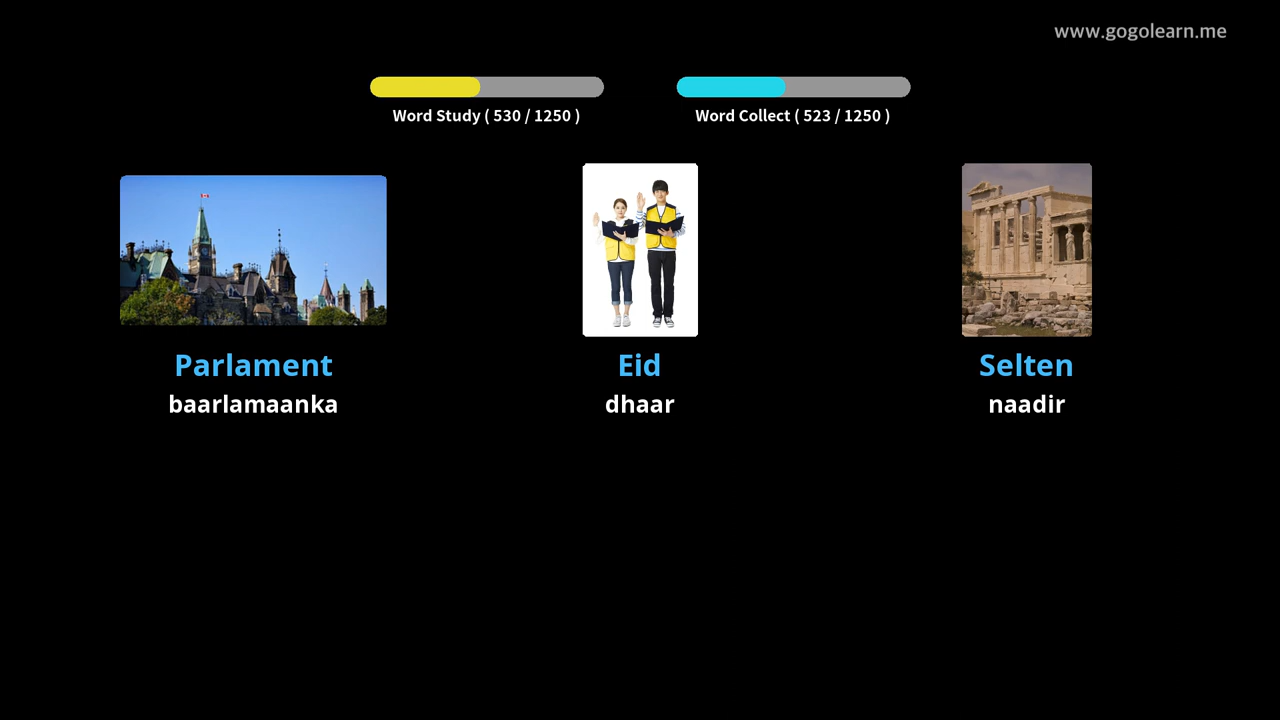 www.gogolearn.me
Word Study ( 530 / 1250 )
Word Collect ( 523 / 1250 )
Parlament
baarlamaanka
Eid
dhaar
Selten
naadir